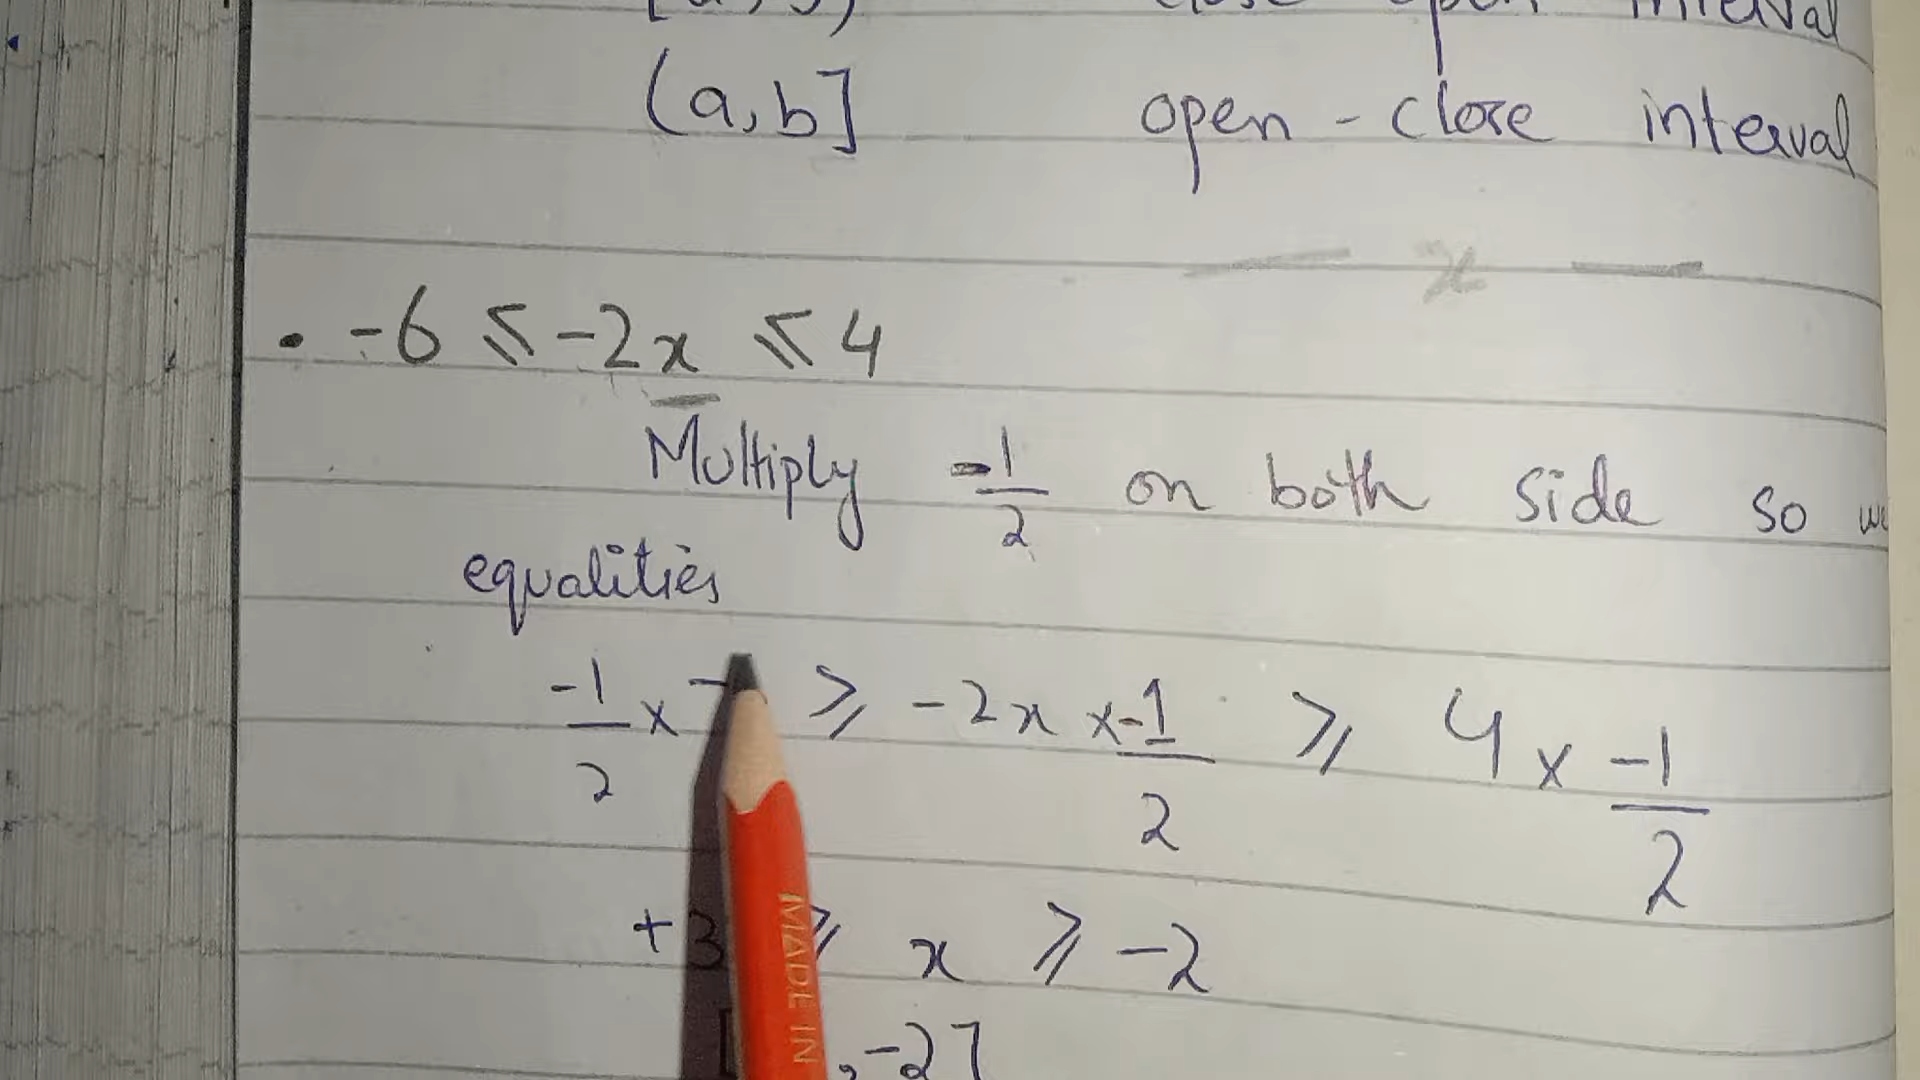 (a,b] open - close interval
• -6 ≤ -2x ≤ 4
Multiply -1/2 on both side so
equalities
-1/2 x - ≥ -2x x -1/2 ≥ 4 x -1/2
+3 ≥ x ≥ -2
, -2]
MADE IN